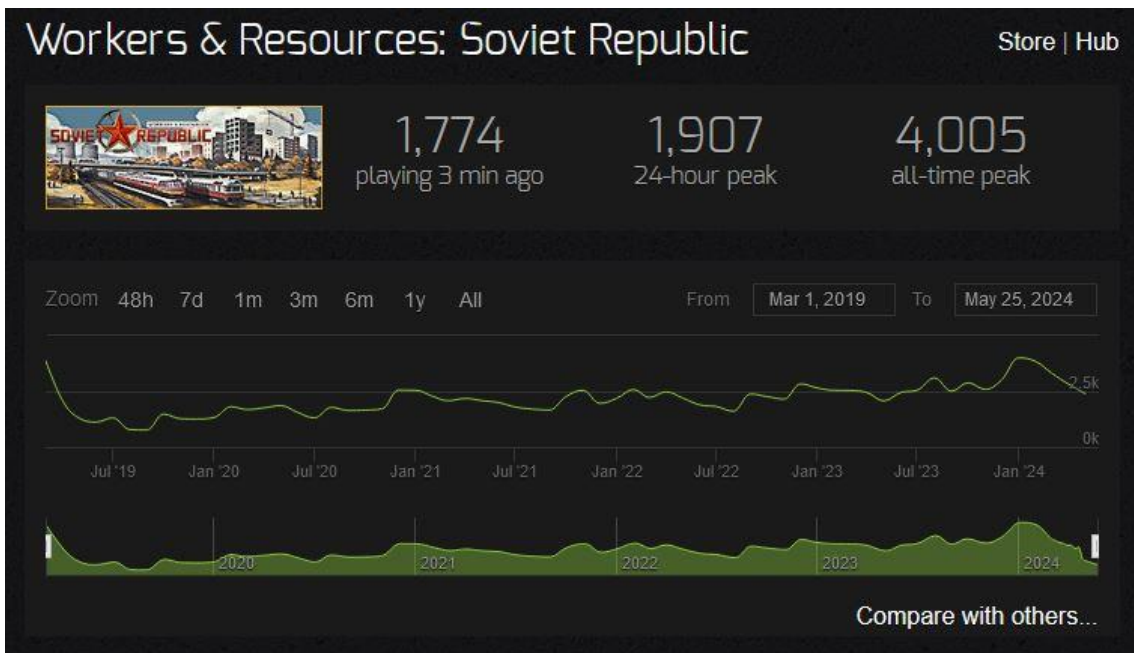 Workers & Resources: Soviet Republic
Store | Hub
SOVIET REPUBLIC
1,774
playing 3 min ago
1,907
24-hour peak
4,005
all-time peak
Zoom 48h 7d 1m 3m 6m 1y All
From Mar 1, 2019 To May 25, 2024
2.5k
0k
Jul '19 Jan '20 Jul '20 Jan '21 Jul '21 Jan '22 Jul '22 Jan '23 Jul '23 Jan '24
2020 2021 2022 2023 2024
Compare with others...